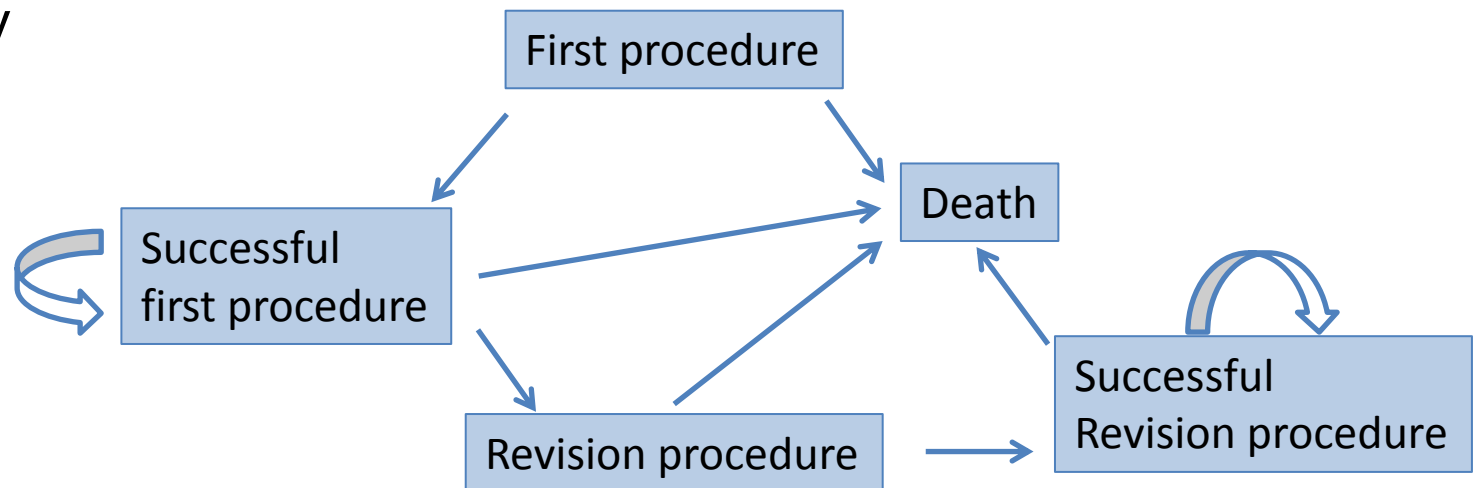 y
First procedure
Death
Successful
first procedure
Successful
Revision procedure
Revision procedure